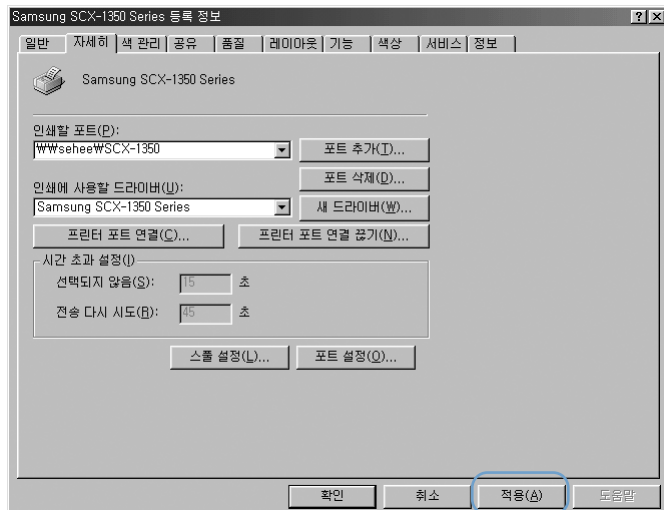 Samsung SCX-1350 Series 등록 정보
일반 자세히 색 관리 공유 품질 레이아웃 기능 색상 서비스 정보
Samsung SCX-1350 Series
인쇄할 포트(P):
₩₩sehee₩SCX-1350 포트 추가(T)...
포트 삭제(D)...
인쇄에 사용할 드라이버(U):
Samsung SCX-1350 Series 새 드라이버(W)...
프린터 포트 연결(C)... 프린터 포트 연결 끊기(N)...
시간 초과 설정(I)
선택되지 않음(S): 15 초
전송 다시 시도(R): 45 초
스풀 설정(L)... 포트 설정(O)...
확인 취소 적용(A) 도움말